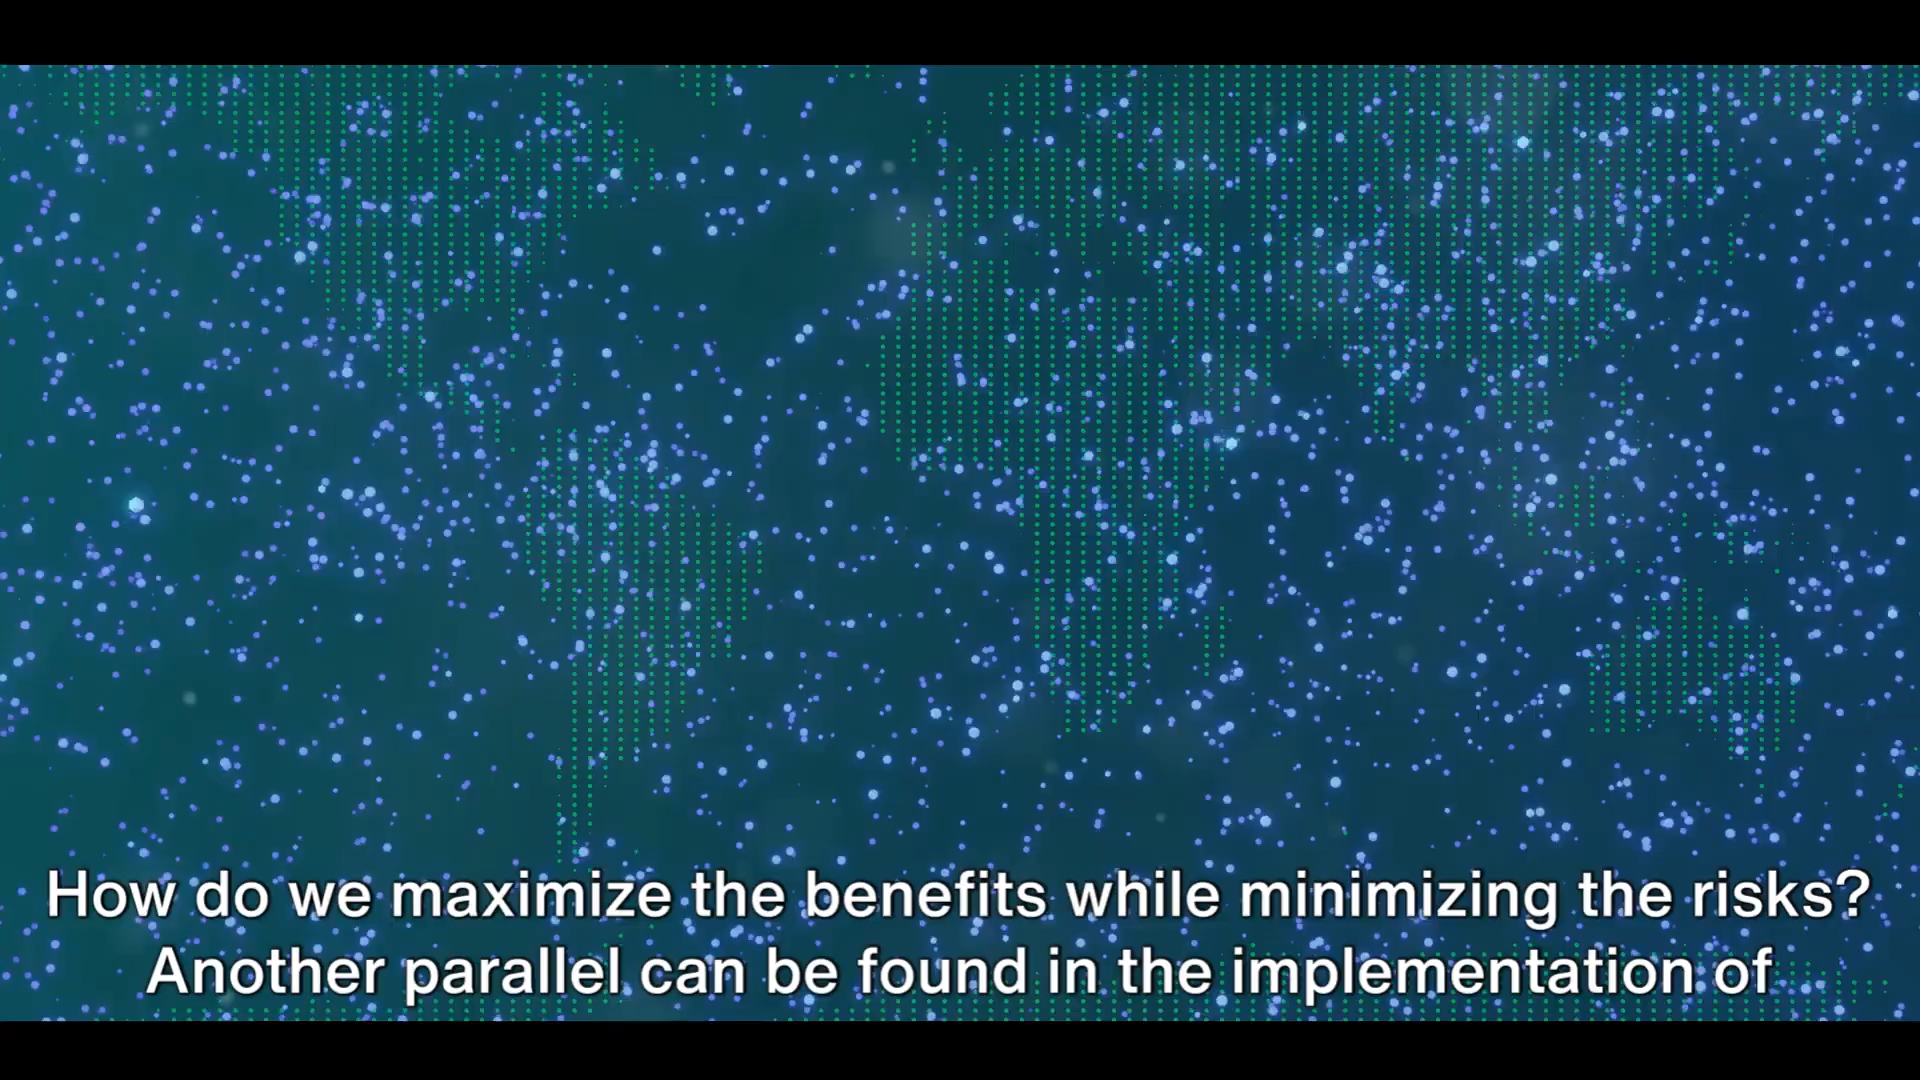 How do we maximize the benefits while minimizing the risks?
Another parallel can be found in the implementation of